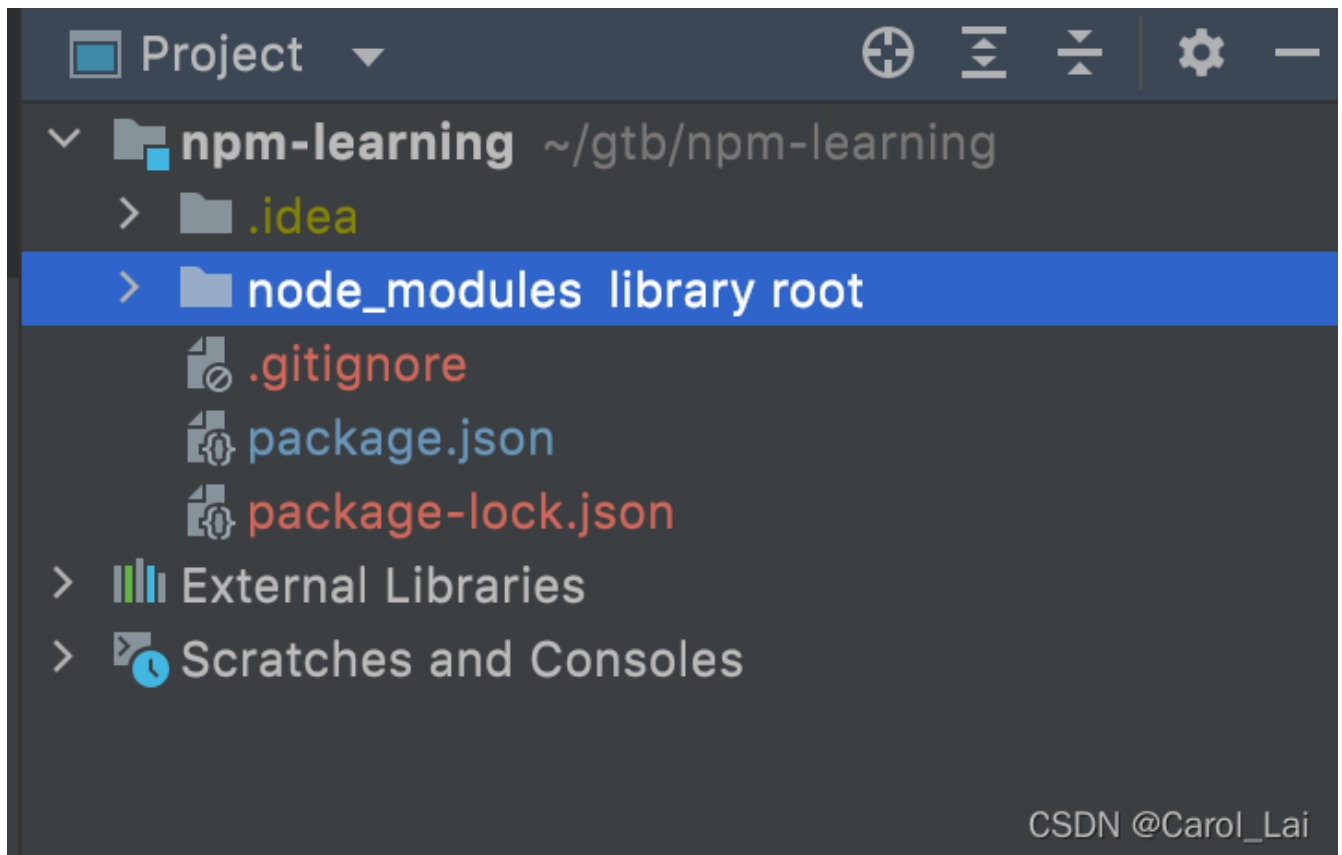 Project
npm-learning ~/gtb/npm-learning
.idea
node_modules library root
.gitignore
package.json
package-lock.json
External Libraries
Scratches and Consoles
CSDN @Carol_Lai